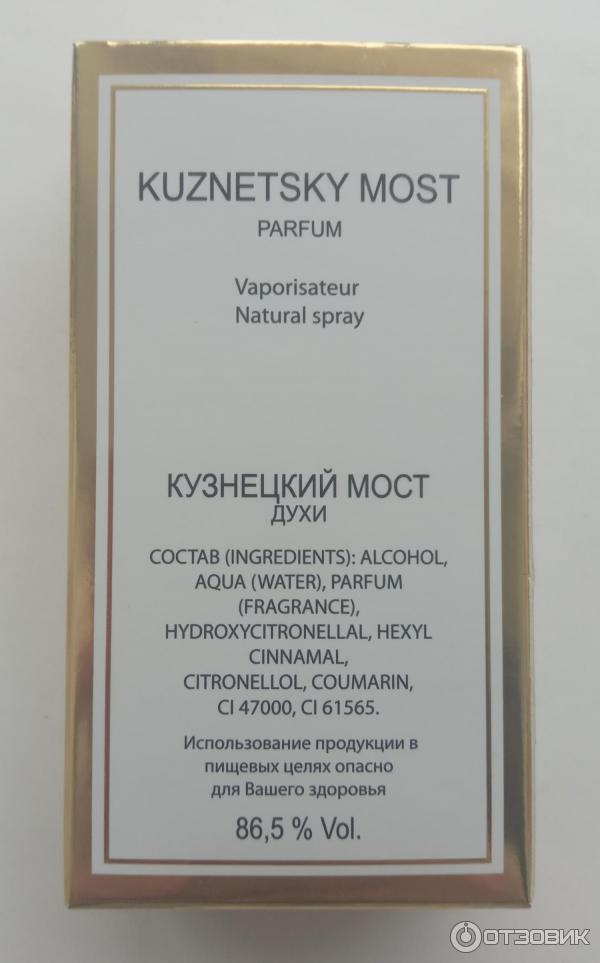 KUZNETSKY MOST
PARFUM
Vaporisateur
Natural spray
КУЗНЕЦКИЙ МОСТ
ДУХИ
СОСТАВ (INGREDIENTS): ALCOHOL,
AQUA (WATER), PARFUM
(FRAGRANCE),
HYDROXYCITRONELLAL, HEXYL
CINNAMAL,
CITRONELLOL, COUMARIN,
CI 47000, CI 61565.
Использование продукции в
пищевых целях опасно
для Вашего здоровья
86,5 % Vol.
ОТЗОВИК